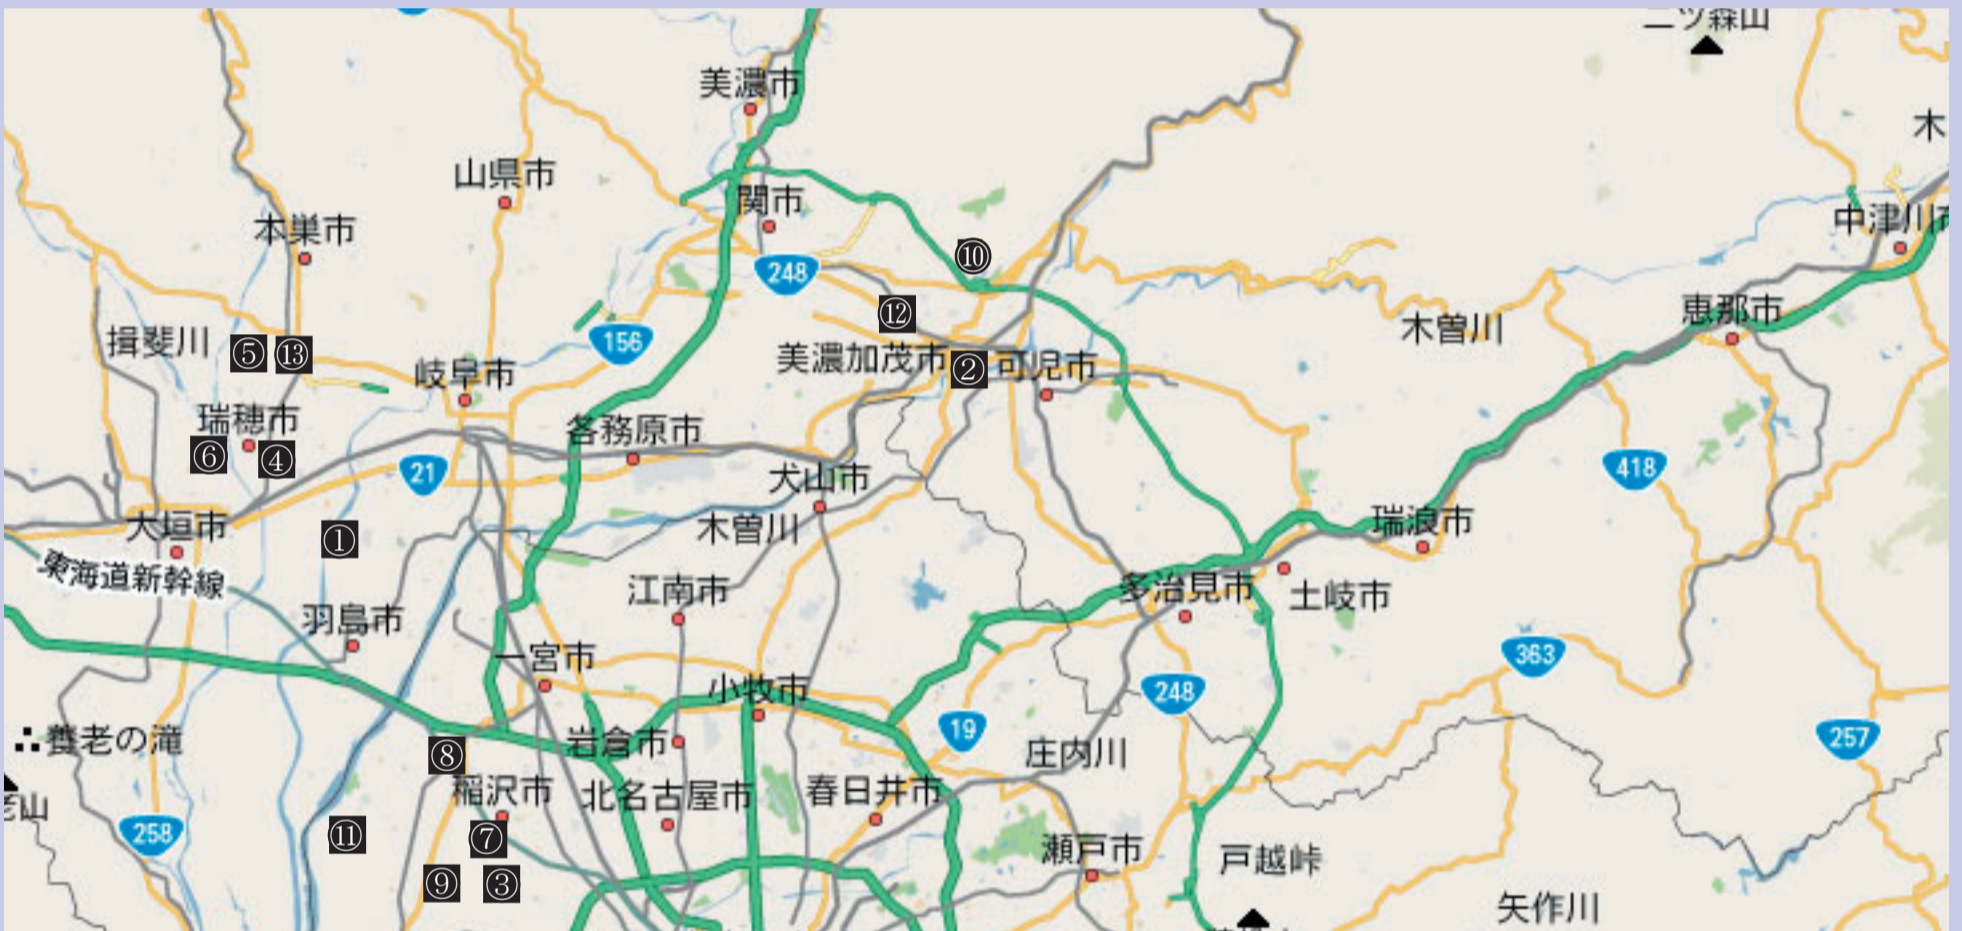 二ツ森山
美濃市
木
山県市
関市
本巣市
中津川市
⑩
248
恵那市
⑫
木曽川
156
揖斐川
⑤
⑬
美濃加茂市
②
可児市
岐阜市
瑞穂市
各務原市
⑥
④
21
418
犬山市
大垣市
木曽川
瑞浪市
①
東海道新幹線
江南市
多治見市
土岐市
羽島市
一宮市
363
小牧市
248
19
養老の滝
岩倉市
庄内川
257
⑧
稲沢市
北名古屋市
春日井市
老山
258
⑪
⑦
瀬戸市
戸越峠
⑨
③
矢作川